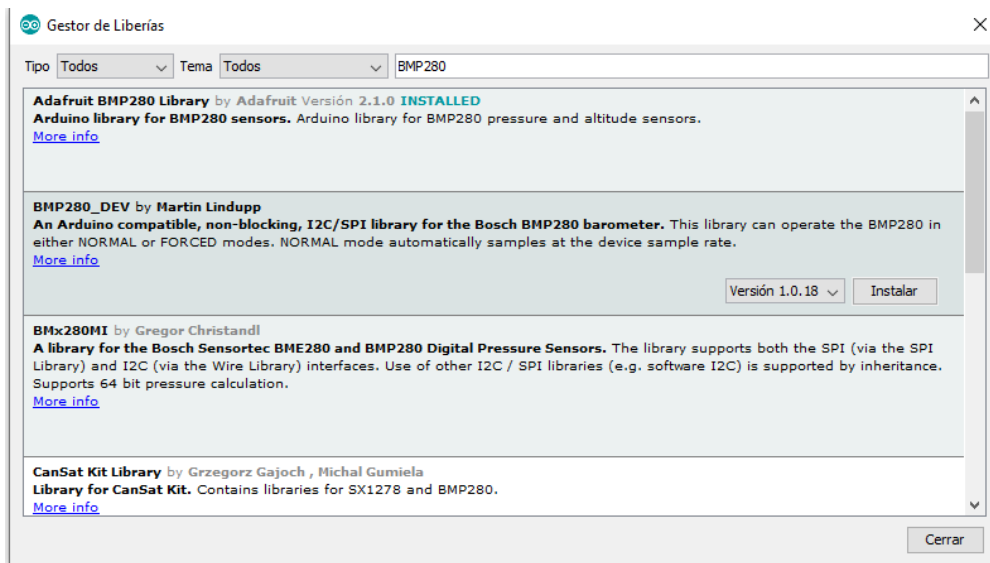 Gestor de Liberías
Tipo Todos Tema Todos BMP280
Adafruit BMP280 Library by Adafruit Versión 2.1.0 INSTALLED
Arduino library for BMP280 sensors. Arduino library for BMP280 pressure and altitude sensors.
More info
BMP280_DEV by Martin Lindupp
An Arduino compatible, non-blocking, I2C/SPI library for the Bosch BMP280 barometer. This library can operate the BMP280 in
either NORMAL or FORCED modes. NORMAL mode automatically samples at the device sample rate.
More info
Versión 1.0.18 Instalar
BMx280MI by Gregor Christandl
A library for the Bosch Sensortec BME280 and BMP280 Digital Pressure Sensors. The library supports both the SPI (via the SPI
Library) and I2C (via the Wire Library) interfaces. Use of other I2C / SPI libraries (e.g. software I2C) is supported by inheritance.
Supports 64 bit pressure calculation.
More info
CanSat Kit Library by Grzegorz Gajoch , Michal Gumiela
Library for CanSat Kit. Contains libraries for SX1278 and BMP280.
More info
Cerrar